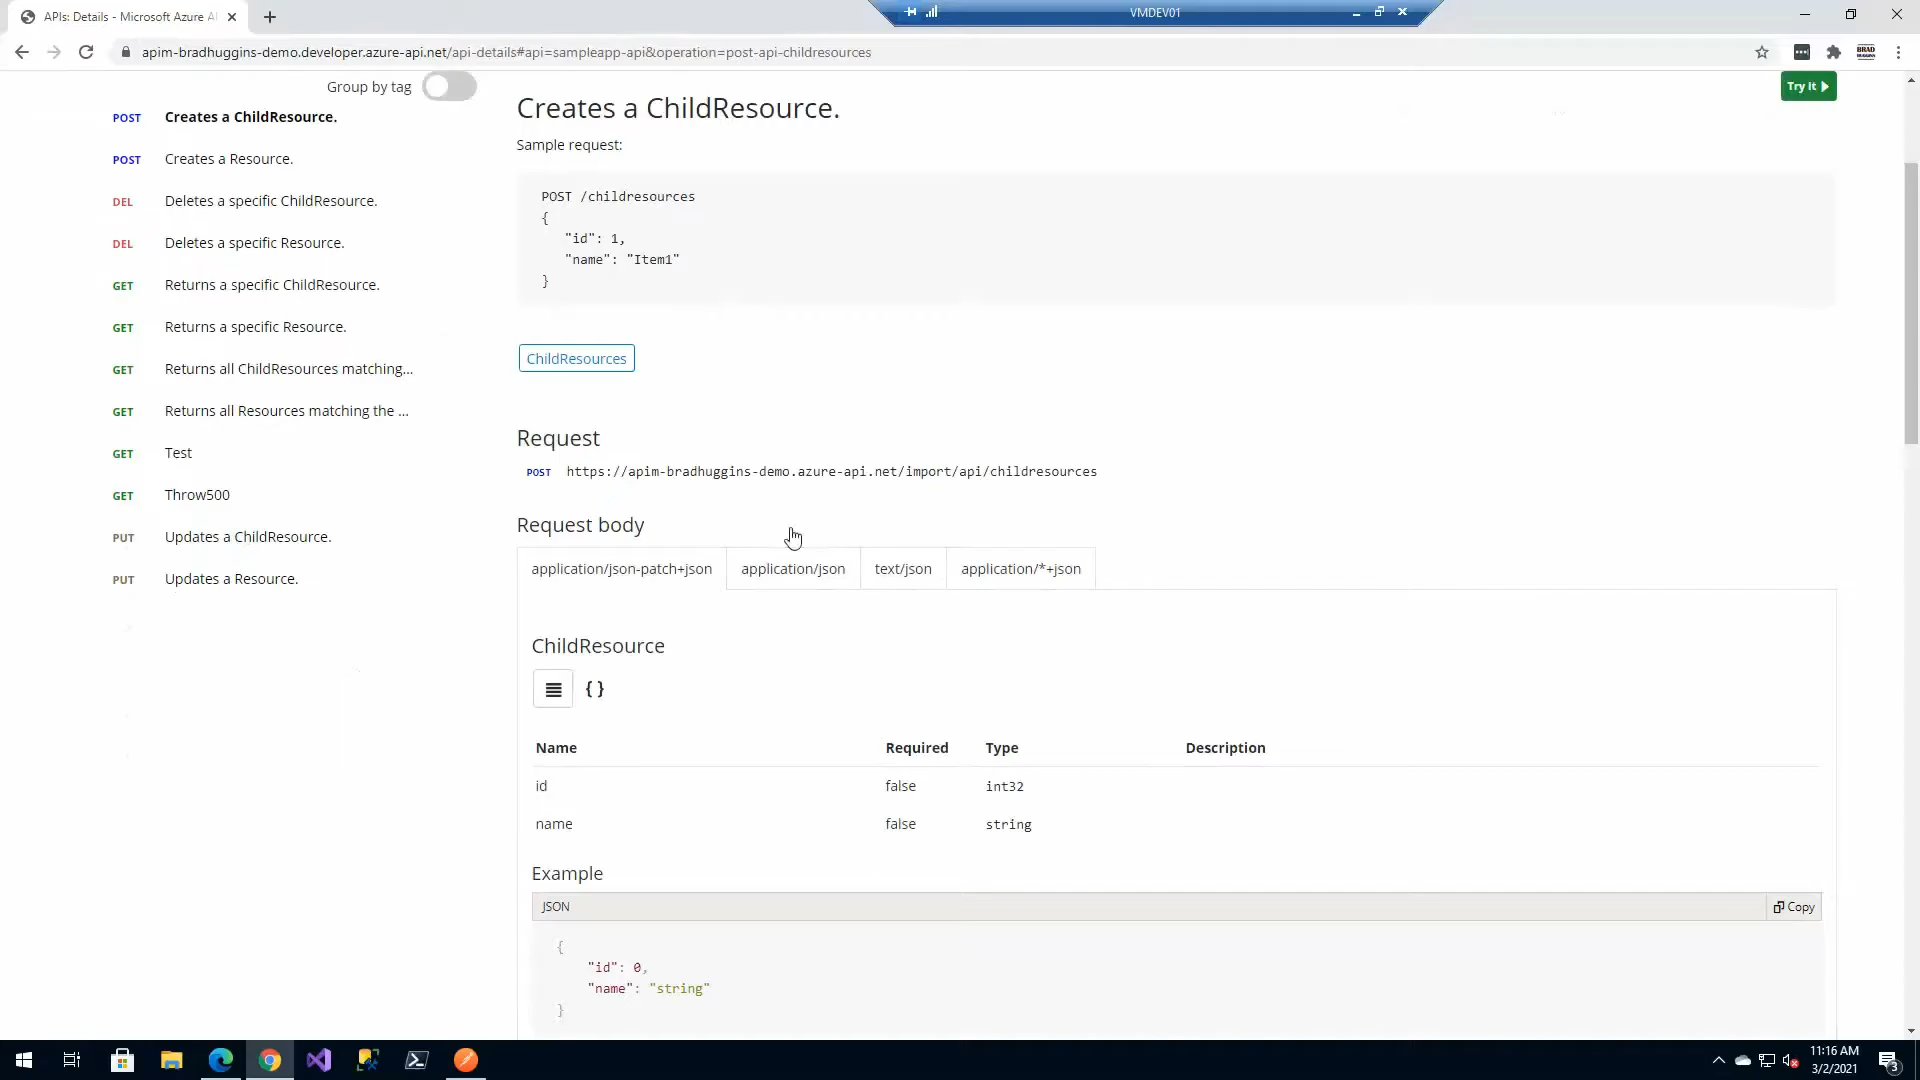 APIs: Details - Microsoft Azure A
VMDEV01
apim-bradhuggins-demo.developer.azure-api.net/api-details#api=sampleapp-api&operation=post-api-childresources
BRAD
HUGGINS
Group by tag
POST Creates a ChildResource.
POST Creates a Resource.
DEL Deletes a specific ChildResource.
DEL Deletes a specific Resource.
GET Returns a specific ChildResource.
GET Returns a specific Resource.
GET Returns all ChildResources matching...
GET Returns all Resources matching the ...
GET Test
GET Throw500
PUT Updates a ChildResource.
PUT Updates a Resource.
Creates a ChildResource.
Try it
Sample request:
POST /childresources
{
"id": 1,
"name": "Item1"
}
ChildResources
Request
POST https://apim-bradhuggins-demo.azure-api.net/import/api/childresources
Request body
application/json-patch+json application/json text/json application/*+json
ChildResource
{ }
Name Required Type Description
id false int32
name false string
Example
JSON Copy
{
"id": 0,
"name": "string"
}
11:16 AM
3/2/2021
3